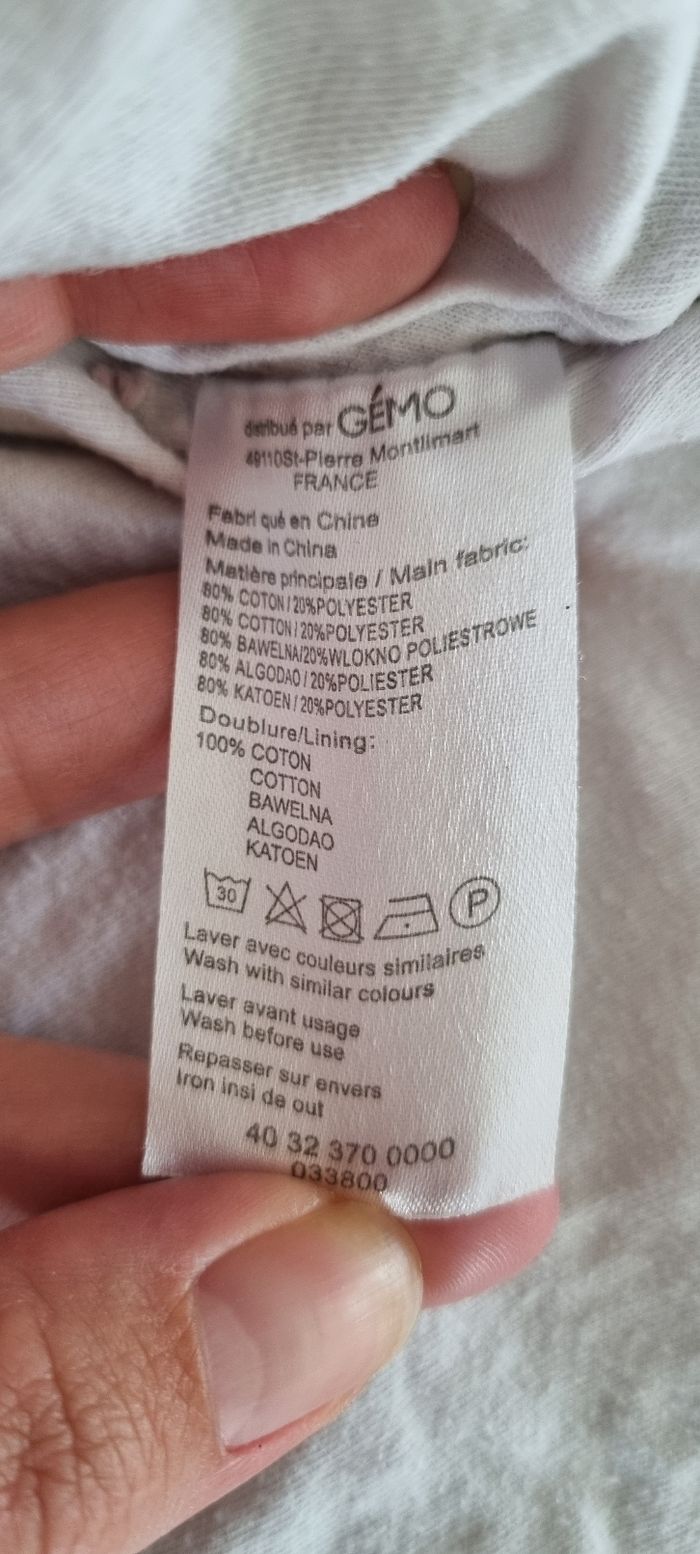 distribué par GÉMO
49110St-Pierre Montlimart
FRANCE
Fabri qué en Chine
Made in China
Matière principale / Main fabric:
80% COTON / 20%POLYESTER
80% COTTON / 20%POLYESTER
80% BAWELNA/20%WLOKNO POLIESTROWE
80% ALGODAO / 20%POLIESTER
80% KATOEN / 20%POLYESTER
Doublure/Lining:
100% COTON
COTTON
BAWELNA
ALGODAO
KATOEN
30 P
Laver avec couleurs similaires
Wash with similar colours
Laver avant usage
Wash before use
Repasser sur envers
Iron insi de out
40 32 370 0000
033800